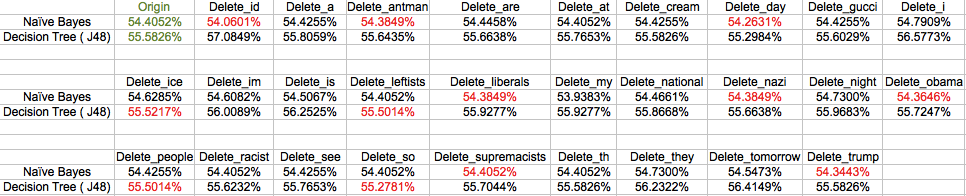 Origin Delete_id Delete_a Delete_antman Delete_are Delete_at Delete_cream Delete_day Delete_gucci Delete_i
Naïve Bayes 54.4052% 54.0601% 54.4255% 54.3849% 54.4458% 54.4052% 54.4255% 54.2631% 54.4255% 54.7909%
Decision Tree ( J48) 55.5826% 57.0849% 55.8059% 55.6435% 55.6638% 55.7653% 55.5826% 55.2984% 55.6029% 56.5773%
Delete_ice Delete_im Delete_is Delete_leftists Delete_liberals Delete_my Delete_national Delete_nazi Delete_night Delete_obama
Naïve Bayes 54.6285% 54.6082% 54.5067% 54.4052% 54.3849% 53.9383% 54.4661% 54.3849% 54.7300% 54.3646%
Decision Tree ( J48) 55.5217% 56.0089% 56.2525% 55.5014% 55.9277% 55.9277% 55.8668% 55.6638% 55.9683% 55.7247%
Delete_people Delete_racist Delete_see Delete_so Delete_supremacists Delete_th Delete_they Delete_tomorrow Delete_trump
Naïve Bayes 54.4255% 54.4052% 54.4052% 54.4052% 54.4052% 54.4052% 54.7300% 54.5473% 54.3443%
Decision Tree ( J48) 55.5014% 55.6232% 55.7653% 55.2781% 55.7044% 55.5826% 56.2322% 56.4149% 55.5826%